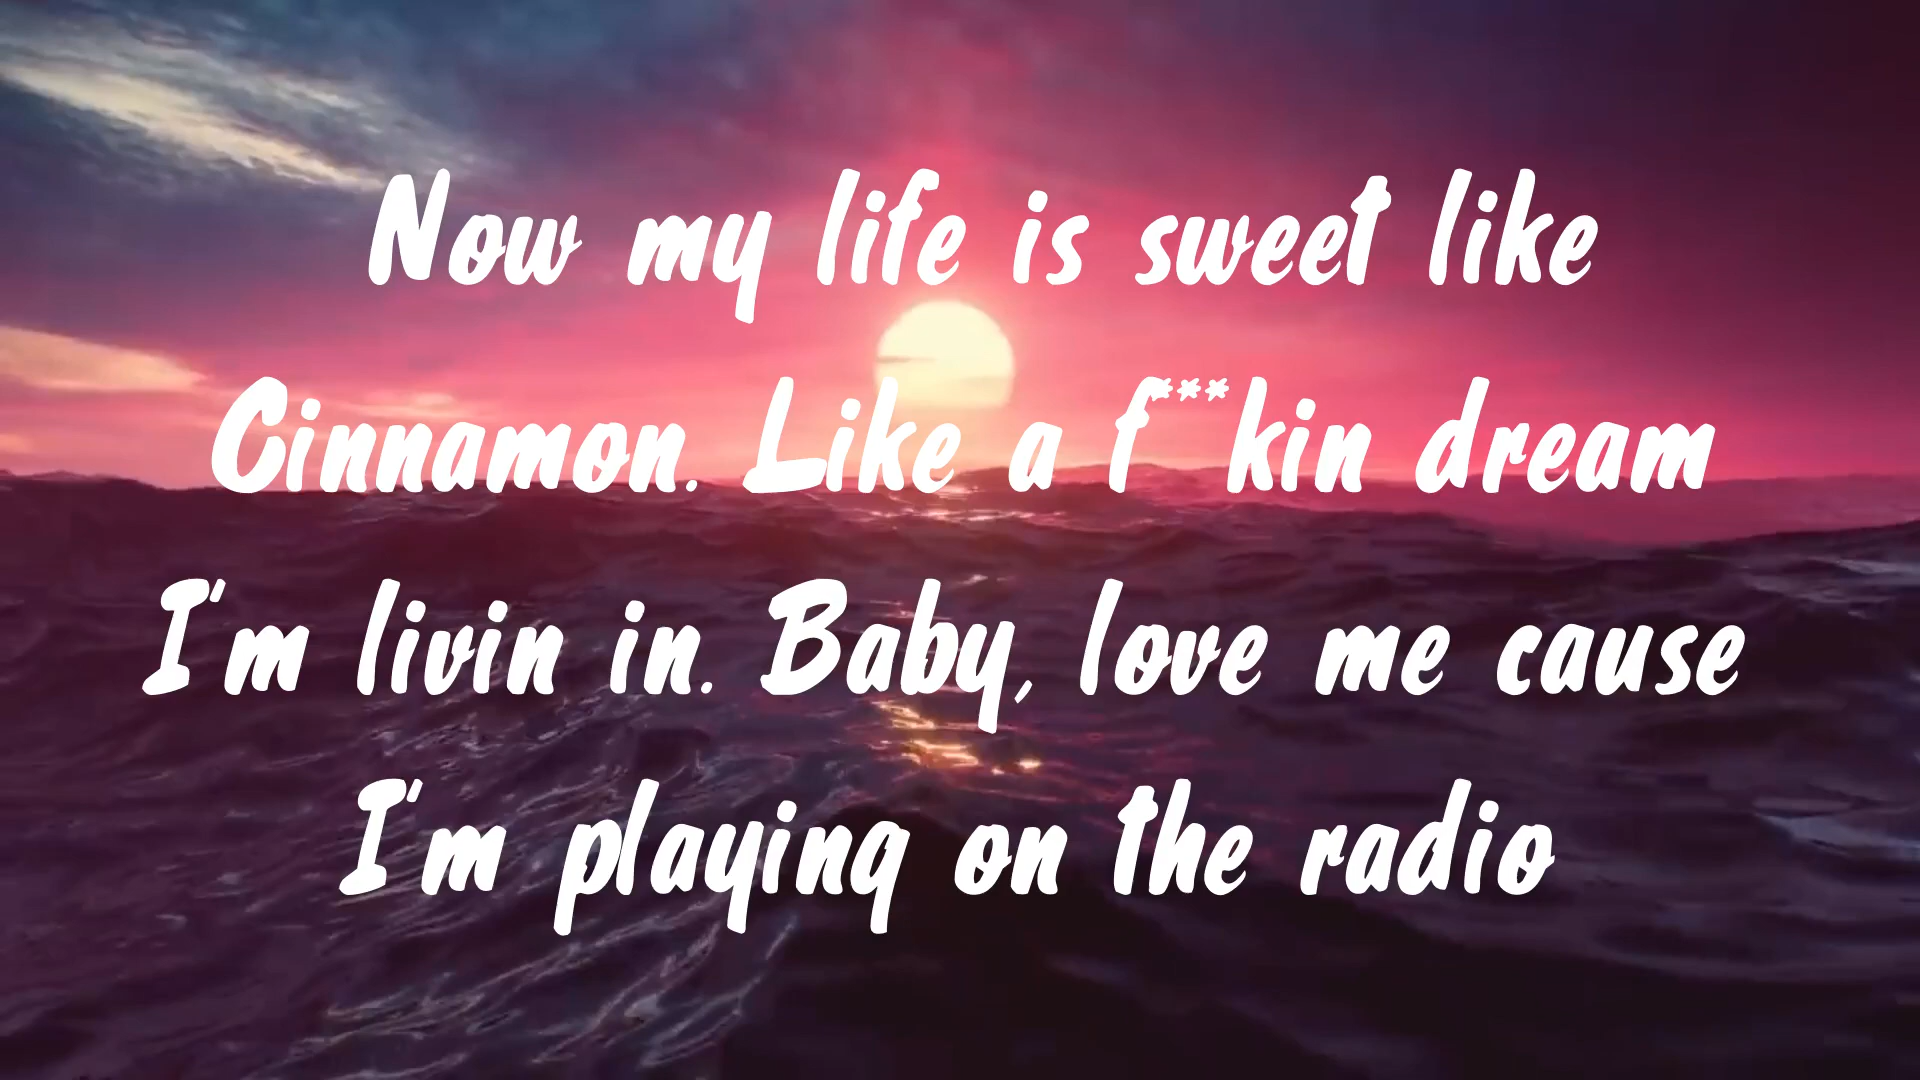 Now my life is sweet like
Cinnamon. Like a f***kin dream
I'm livin in. Baby, love me cause
I'm playing on the radio